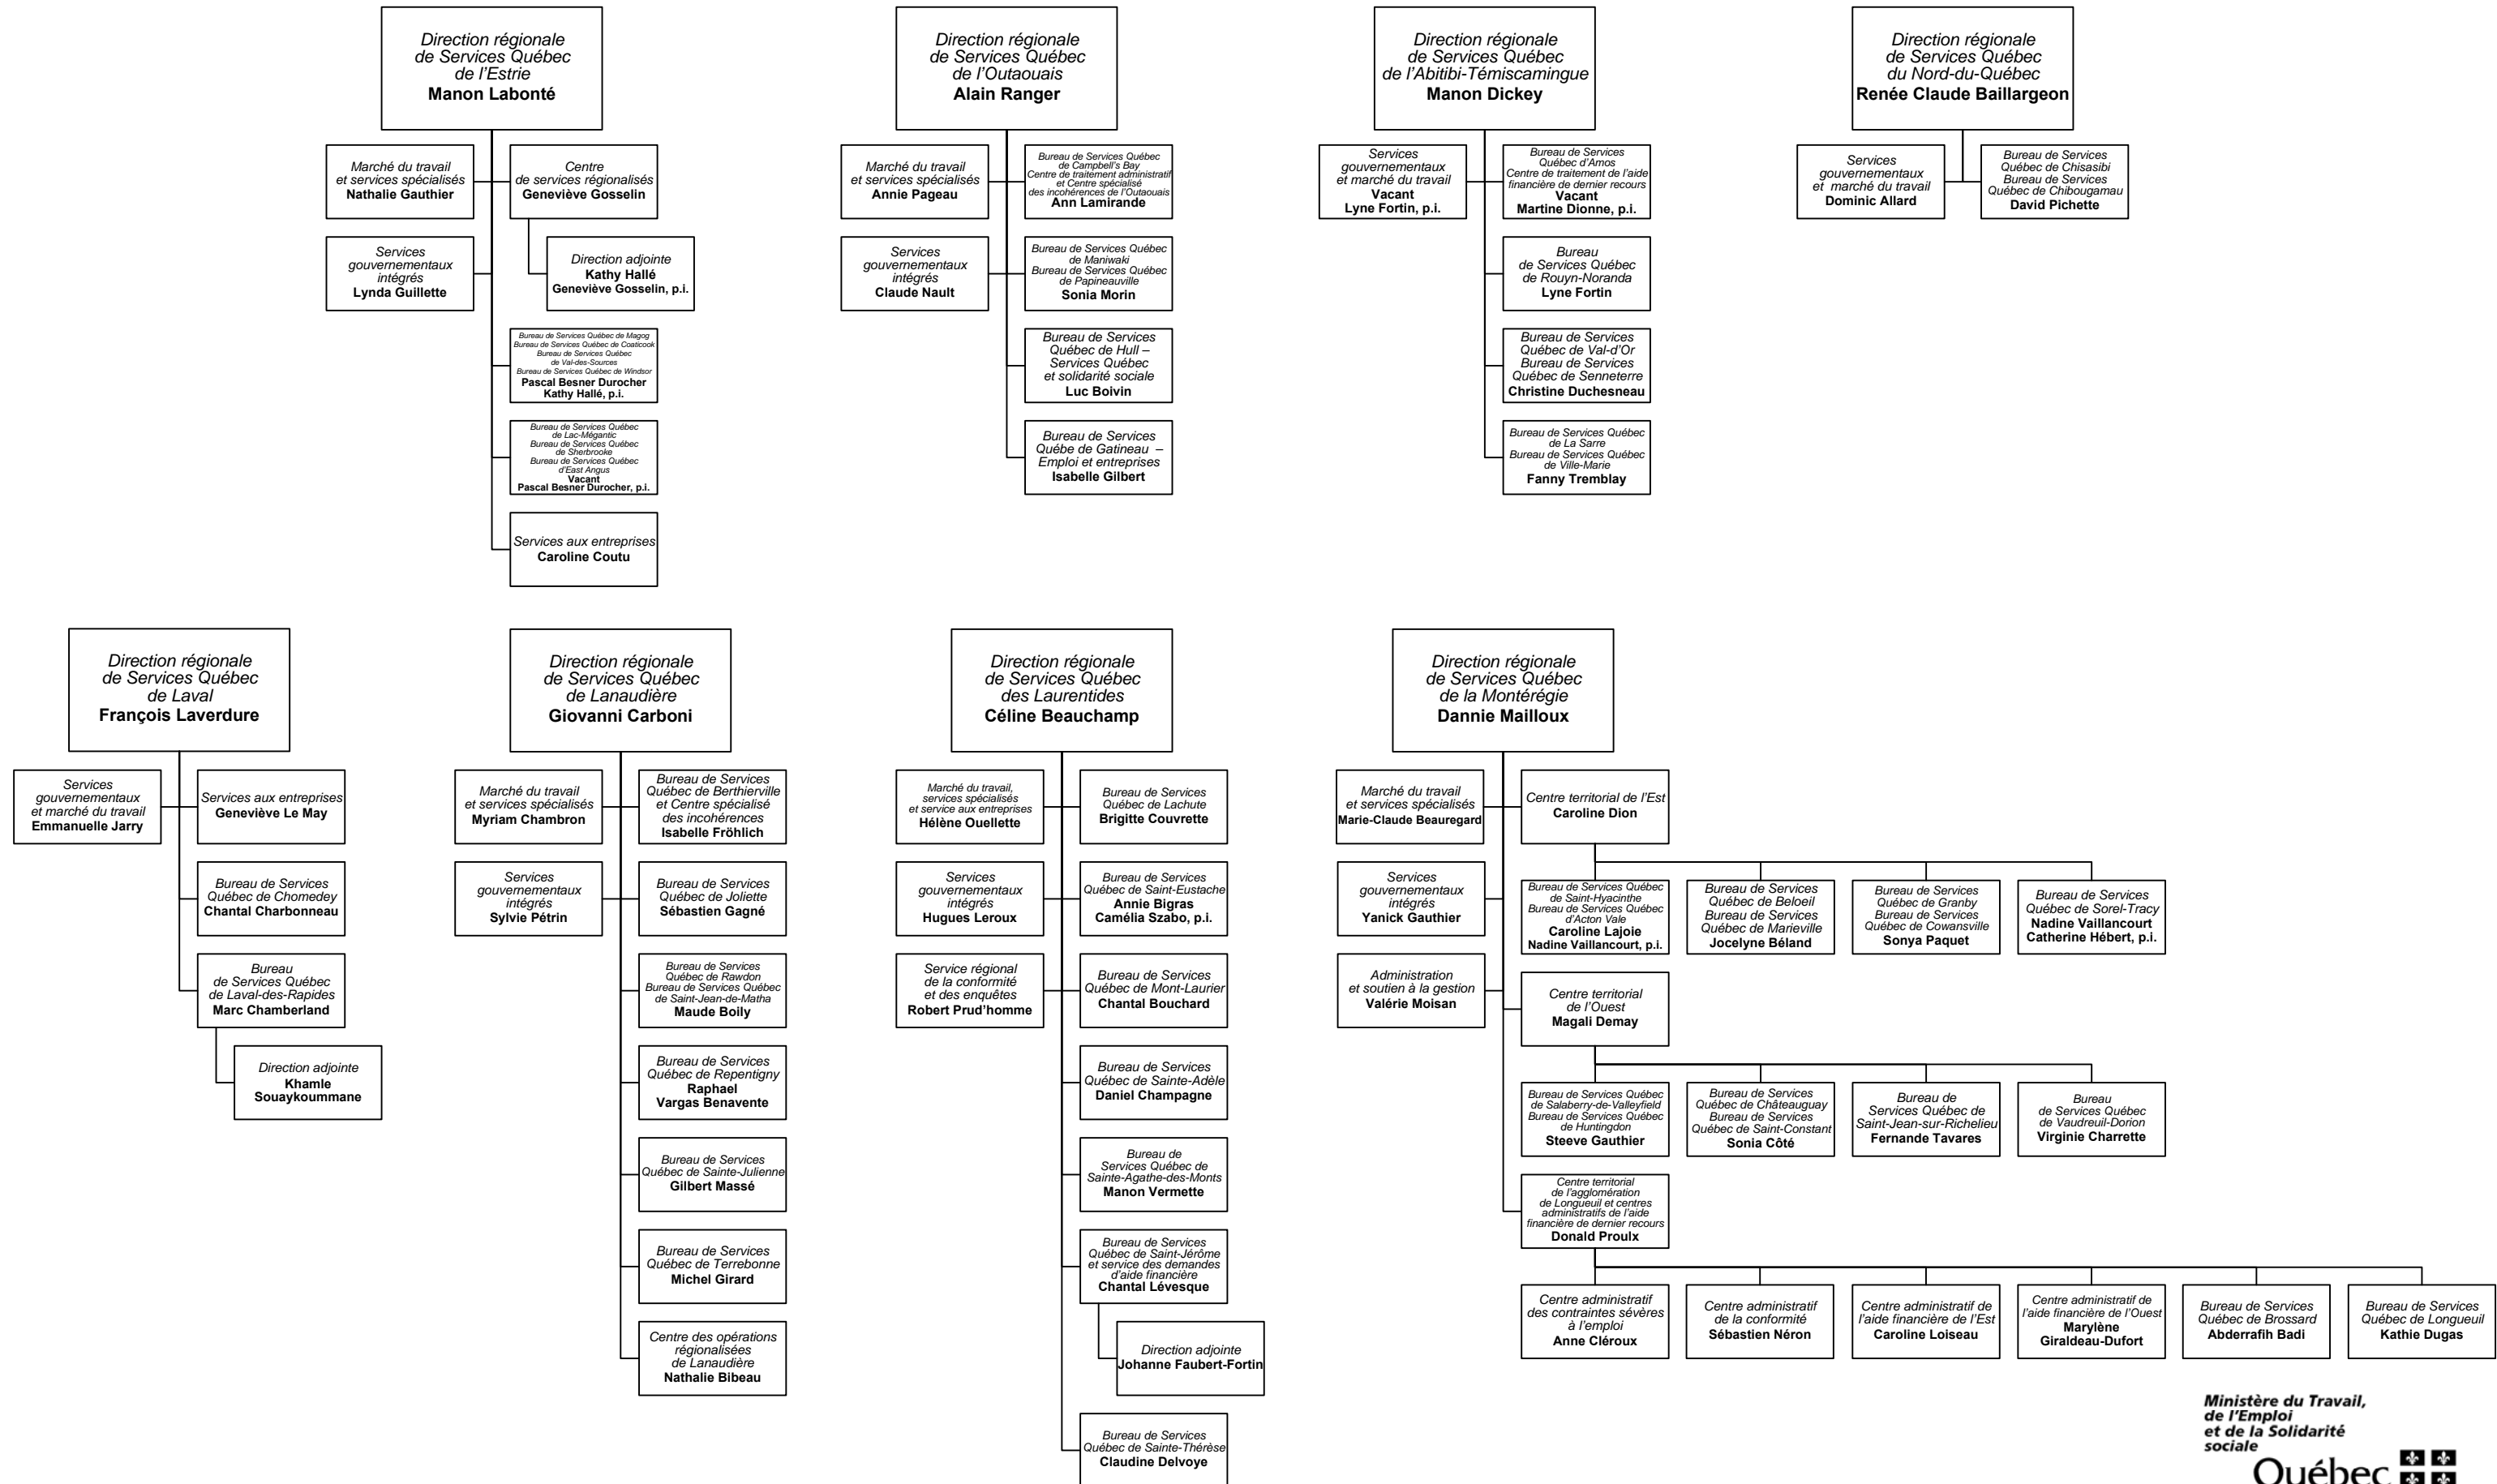 Direction régionale
de Services Québec
de l'Estrie
Manon Labonté
Marché du travail
et services spécialisés
Nathalie Gauthier
Centre
de services régionalisés
Geneviève Gosselin
Services
gouvernementaux
intégrés
Lynda Guillette
Direction adjointe
Kathy Hallé
Geneviève Gosselin, p.i.
Bureau de Services Québec de Magog
Bureau de Services Québec de Coaticook
Bureau de Services Québec
de Val-des-Sources
Bureau de Services Québec de Windsor
Pascal Besner Durocher
Kathy Hallé, p.i.
Bureau de Services Québec
de Lac-Mégantic
Bureau de Services Québec
de Sherbrooke
Bureau de Services Québec
d'East Angus
Vacant
Pascal Besner Durocher, p.i.
Services aux entreprises
Caroline Coutu
Direction régionale
de Services Québec
de l'Outaouais
Alain Ranger
Marché du travail
et services spécialisés
Annie Pageau
Bureau de Services Québec
de Campbell's Bay
Centre de traitement administratif
et Centre spécialisé
des incohérences de l'Outaouais
Ann Lamirande
Services
gouvernementaux
intégrés
Claude Nault
Bureau de Services Québec
de Maniwaki
Bureau de Services Québec
de Papineauville
Sonia Morin
Bureau de Services
Québec de Hull –
Services Québec
et solidarité sociale
Luc Boivin
Bureau de Services
Québe de Gatineau –
Emploi et entreprises
Isabelle Gilbert
Direction régionale
de Services Québec
de l'Abitibi-Témiscamingue
Manon Dickey
Services
gouvernementaux
et marché du travail
Vacant
Lyne Fortin, p.i.
Bureau de Services
Québec d'Amos
Centre de traitement de l'aide
financière de dernier recours
Vacant
Martine Dionne, p.i.
Bureau
de Services Québec
de Rouyn-Noranda
Lyne Fortin
Bureau de Services
Québec de Val-d'Or
Bureau de Services
Québec de Senneterre
Christine Duchesneau
Bureau de Services Québec
de La Sarre
Bureau de Services Québec
de Ville-Marie
Fanny Tremblay
Direction régionale
de Services Québec
du Nord-du-Québec
Renée Claude Baillargeon
Services
gouvernementaux
et marché du travail
Dominic Allard
Bureau de Services
Québec de Chisasibi
Bureau de Services
Québec de Chibougamau
David Pichette
Direction régionale
de Services Québec
de Laval
François Laverdure
Services
gouvernementaux
et marché du travail
Emmanuelle Jarry
Services aux entreprises
Geneviève Le May
Bureau de Services
Québec de Chomedey
Chantal Charbonneau
Bureau
de Services Québec
de Laval-des-Rapides
Marc Chamberland
Direction adjointe
Khamle
Souaykoummane
Direction régionale
de Services Québec
de Lanaudière
Giovanni Carboni
Marché du travail
et services spécialisés
Myriam Chambron
Bureau de Services
Québec de Berthierville
et Centre spécialisé
des incohérences
Isabelle Fröhlich
Services
gouvernementaux
intégrés
Sylvie Pétrin
Bureau de Services
Québec de Joliette
Sébastien Gagné
Bureau de Services
Québec de Rawdon
Bureau de Services Québec
de Saint-Jean-de-Matha
Maude Boily
Bureau de Services
Québec de Repentigny
Raphael
Vargas Benavente
Bureau de Services
Québec de Sainte-Julienne
Gilbert Massé
Bureau de Services
Québec de Terrebonne
Michel Girard
Centre des opérations
régionalisées
de Lanaudière
Nathalie Bibeau
Direction régionale
de Services Québec
des Laurentides
Céline Beauchamp
Marché du travail,
services spécialisés
et service aux entreprises
Hélène Ouellette
Bureau de Services
Québec de Lachute
Brigitte Couvrette
Services
gouvernementaux
intégrés
Hugues Leroux
Bureau de Services
Québec de Saint-Eustache
Annie Bigras
Camélia Szabo, p.i.
Service régional
de la conformité
et des enquêtes
Robert Prud'homme
Bureau de Services
Québec de Mont-Laurier
Chantal Bouchard
Bureau de Services
Québec de Sainte-Adèle
Daniel Champagne
Bureau de
Services Québec de
Sainte-Agathe-des-Monts
Manon Vermette
Bureau de Services
Québec de Saint-Jérôme
et service des demandes
d'aide financière
Chantal Lévesque
Direction adjointe
Johanne Faubert-Fortin
Bureau de Services
Québec de Sainte-Thérèse
Claudine Delvoye
Direction régionale
de Services Québec
de la Montérégie
Dannie Mailloux
Marché du travail
et services spécialisés
Marie-Claude Beauregard
Centre territorial de l'Est
Caroline Dion
Services
gouvernementaux
intégrés
Yanick Gauthier
Bureau de Services Québec
de Saint-Hyacinthe
Bureau de Services Québec
d'Acton Vale
Caroline Lajoie
Nadine Vaillancourt, p.i.
Bureau de Services
Québec de Beloeil
Bureau de Services
Québec de Marieville
Jocelyne Béland
Bureau de Services
Québec de Granby
Bureau de Services
Québec de Cowansville
Sonya Paquet
Bureau de Services
Québec de Sorel-Tracy
Nadine Vaillancourt
Catherine Hébert, p.i.
Administration
et soutien à la gestion
Valérie Moisan
Centre territorial
de l'Ouest
Magali Demay
Bureau de Services Québec
de Salaberry-de-Valleyfield
Bureau de Services Québec
de Huntingdon
Steeve Gauthier
Bureau de Services
Québec de Châteauguay
Bureau de Services
Québec de Saint-Constant
Sonia Côté
Bureau de
Services Québec de
Saint-Jean-sur-Richelieu
Fernande Tavares
Bureau
de Services Québec
de Vaudreuil-Dorion
Virginie Charrette
Centre territorial
de l'agglomération
de Longueuil et centres
administratifs de l'aide
financière de dernier recours
Donald Proulx
Centre administratif
des contraintes sévères
à l'emploi
Anne Cléroux
Centre administratif
de la conformité
Sébastien Néron
Centre administratif de
l'aide financière de l'Est
Caroline Loiseau
Centre administratif de
l'aide financière de l'Ouest
Marylène
Giraldeau-Dufort
Bureau de Services
Québec de Brossard
Abderrafih Badi
Bureau de Services
Québec de Longueuil
Kathie Dugas
Ministère du Travail,
de l'Emploi
et de la Solidarité
sociale
Québec